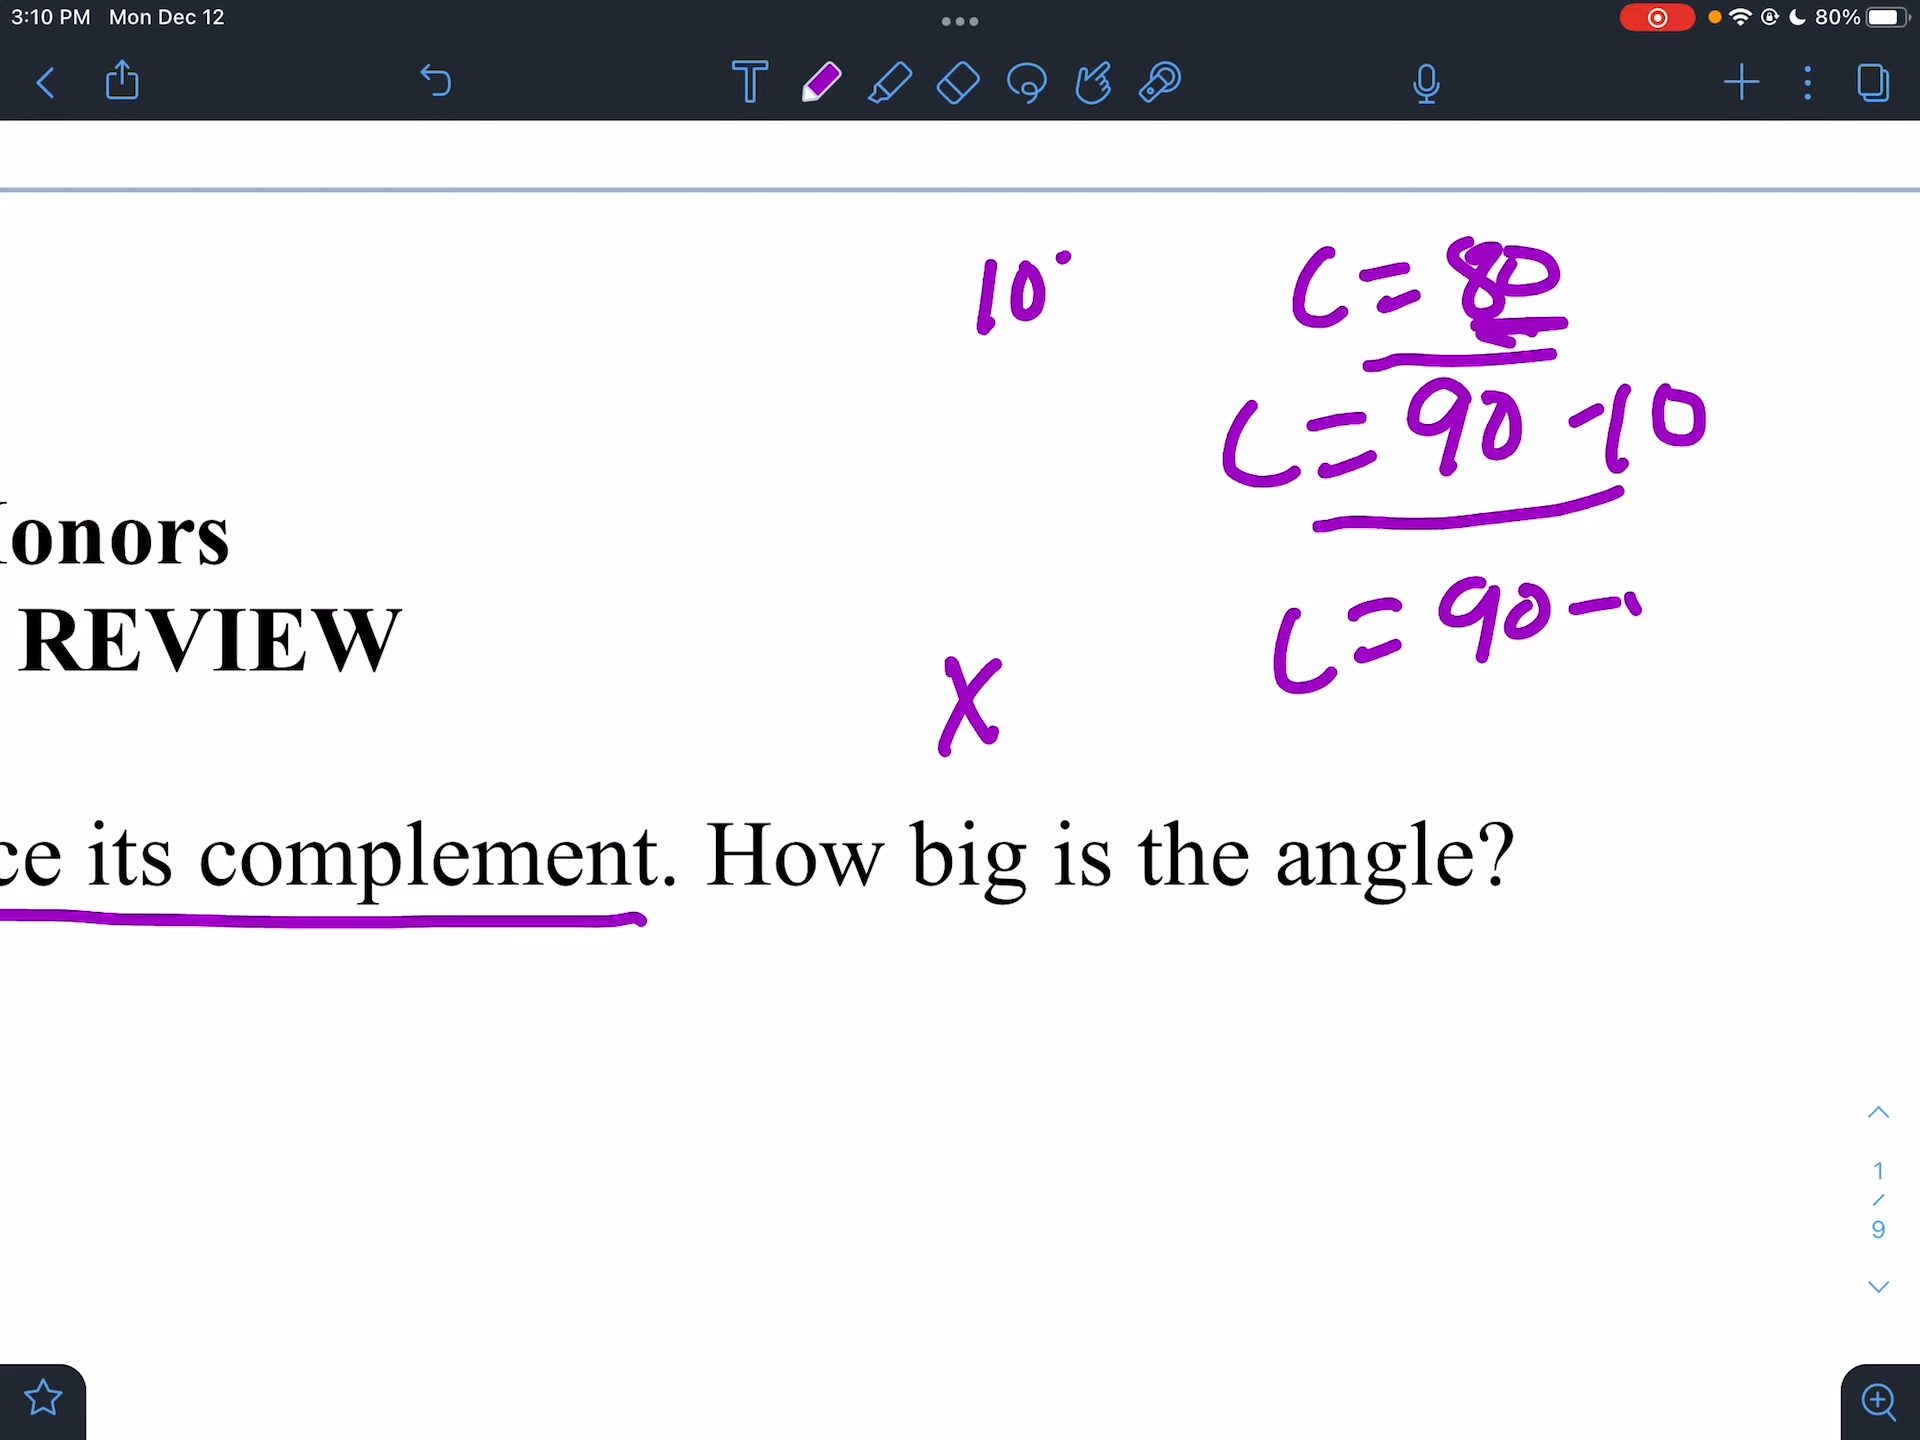 3:10 PM Mon Dec 12
80%
10°
C = 80
C = 90 - 10
onors
REVIEW
C = 90 -
X
ce its complement. How big is the angle?
1
/
9